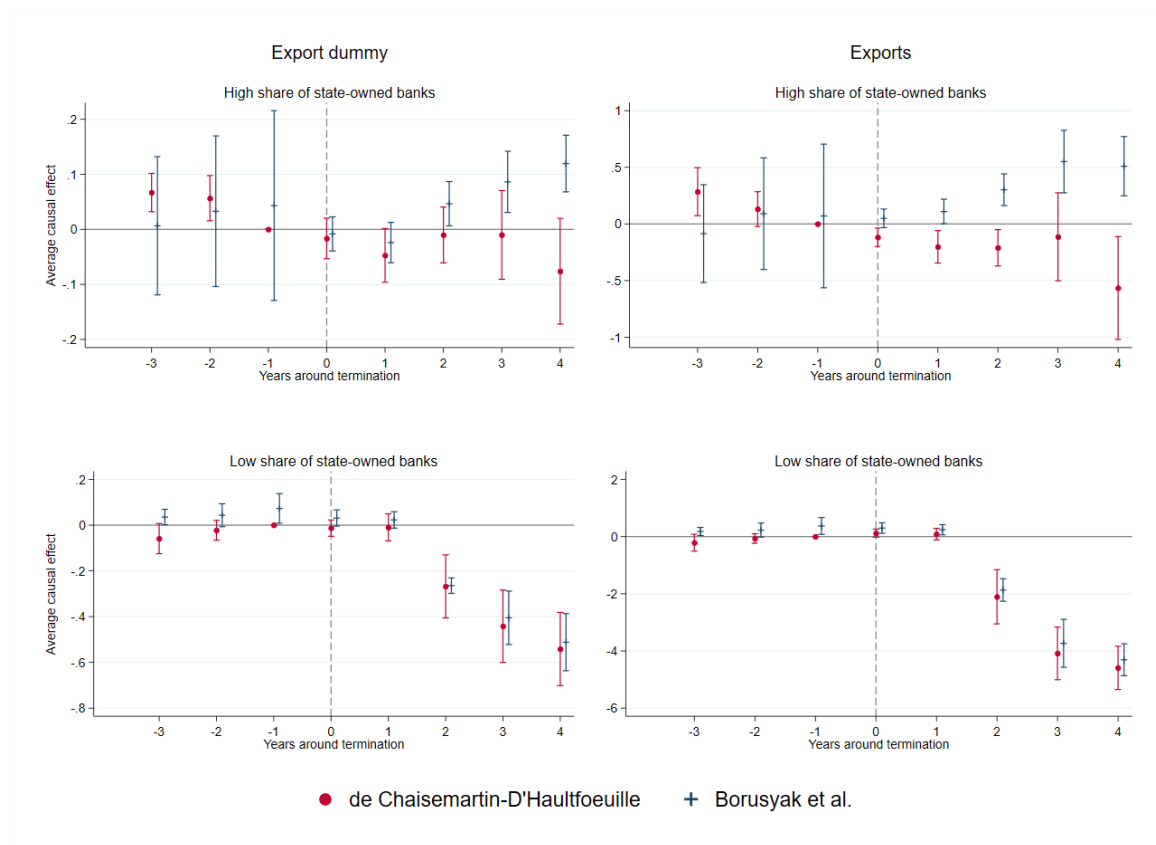 Export dummy
Exports
High share of state-owned banks
Average causal effect
.2
.1
0
-.1
-.2
-3 -2 -1 0 1 2 3 4
Years around termination
High share of state-owned banks
1
.5
0
-.5
-1
-3 -2 -1 0 1 2 3 4
Years around termination
Low share of state-owned banks
Average causal effect
.2
0
-.2
-.4
-.6
-.8
-3 -2 -1 0 1 2 3 4
Years around termination
Low share of state-owned banks
2
0
-2
-4
-6
-3 -2 -1 0 1 2 3 4
Years around termination
de Chaisemartin-D'Haultfoeuille
Borusyak et al.